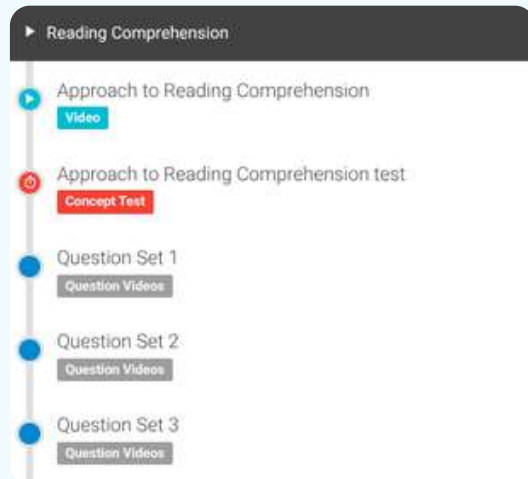 Reading Comprehension
Approach to Reading Comprehension
Video
Approach to Reading Comprehension test
Concept Test
Question Set 1
Question Videos
Question Set 2
Question Videos
Question Set 3
Question Videos